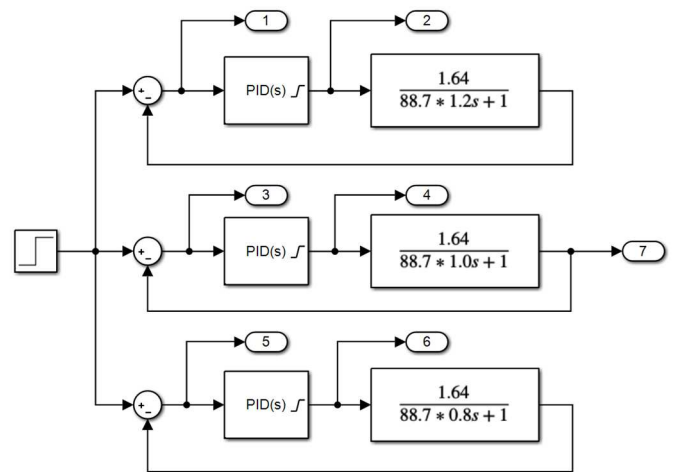 1
2
+
−
PID(s)
1.64
88.7 * 1.2s + 1
3
4
+
−
PID(s)
1.64
88.7 * 1.0s + 1
7
5
6
+
−
PID(s)
1.64
88.7 * 0.8s + 1